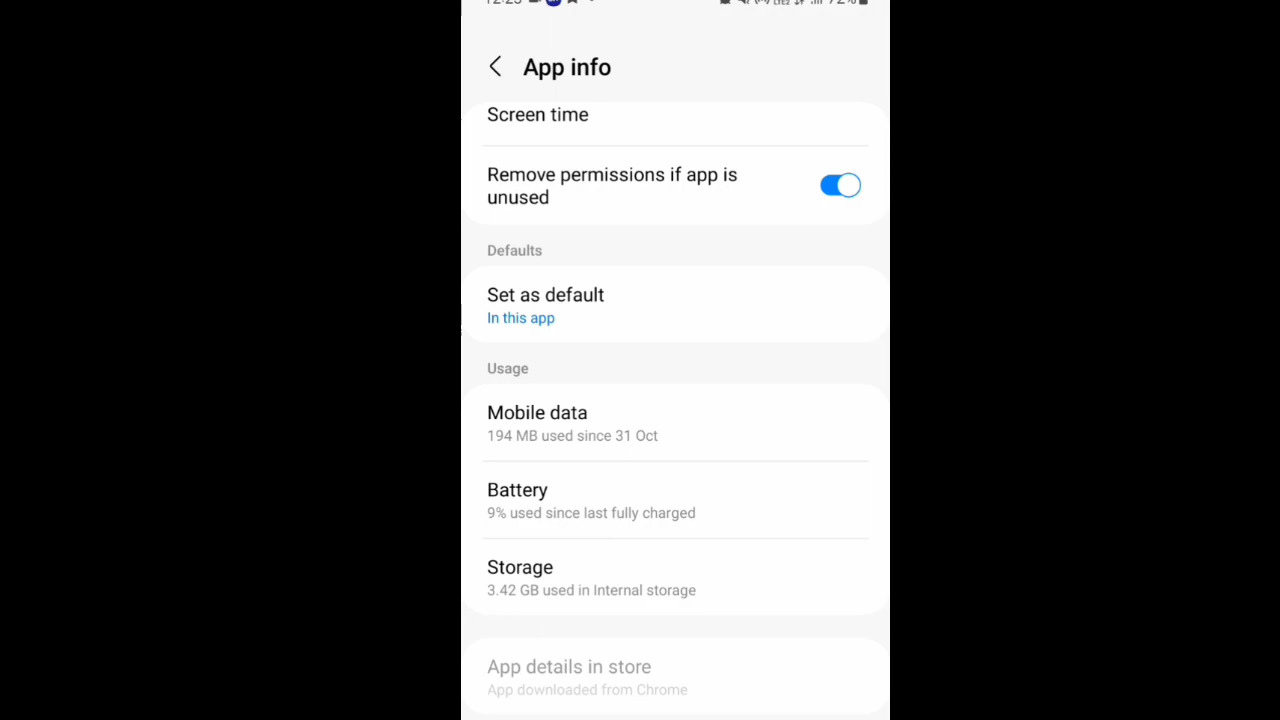 App info
Screen time
Remove permissions if app is
unused
Defaults
Set as default
In this app
Usage
Mobile data
194 MB used since 31 Oct
Battery
9% used since last fully charged
Storage
3.42 GB used in Internal storage
App details in store
App downloaded from Chrome